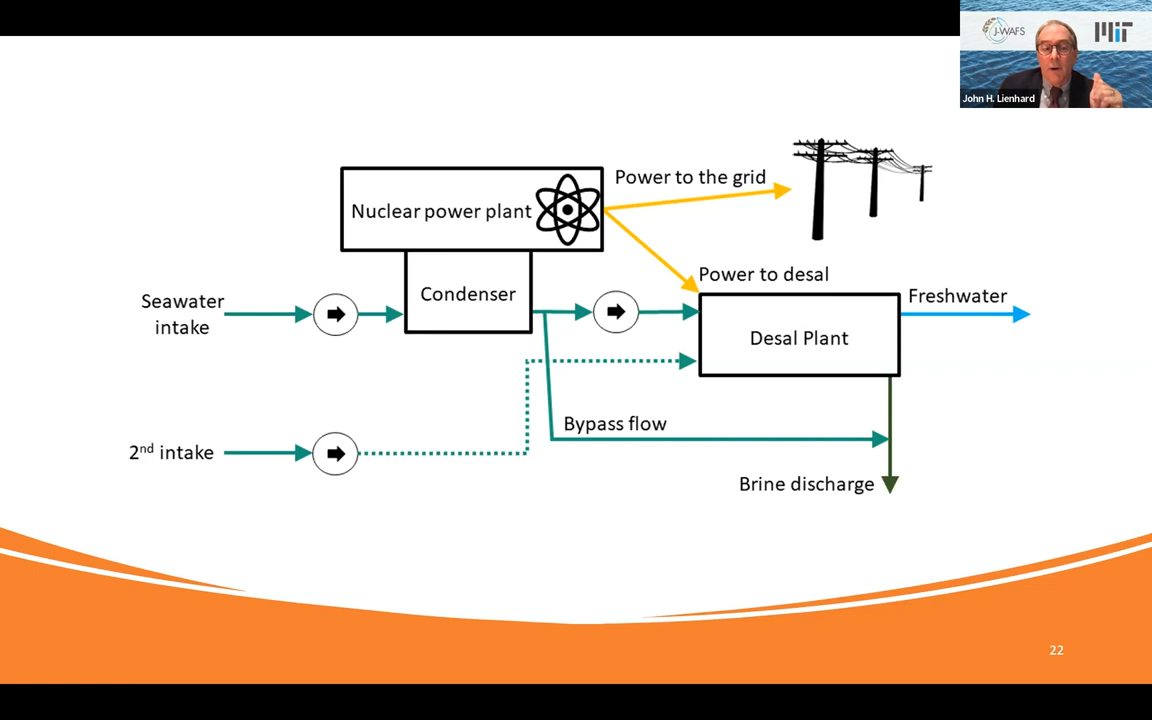 J-WAFS
MIT
John H. Lienhard
Power to the grid
Nuclear power plant
Power to desal
Seawater
intake
Condenser
Freshwater
Desal Plant
Bypass flow
2nd intake
Brine discharge
22